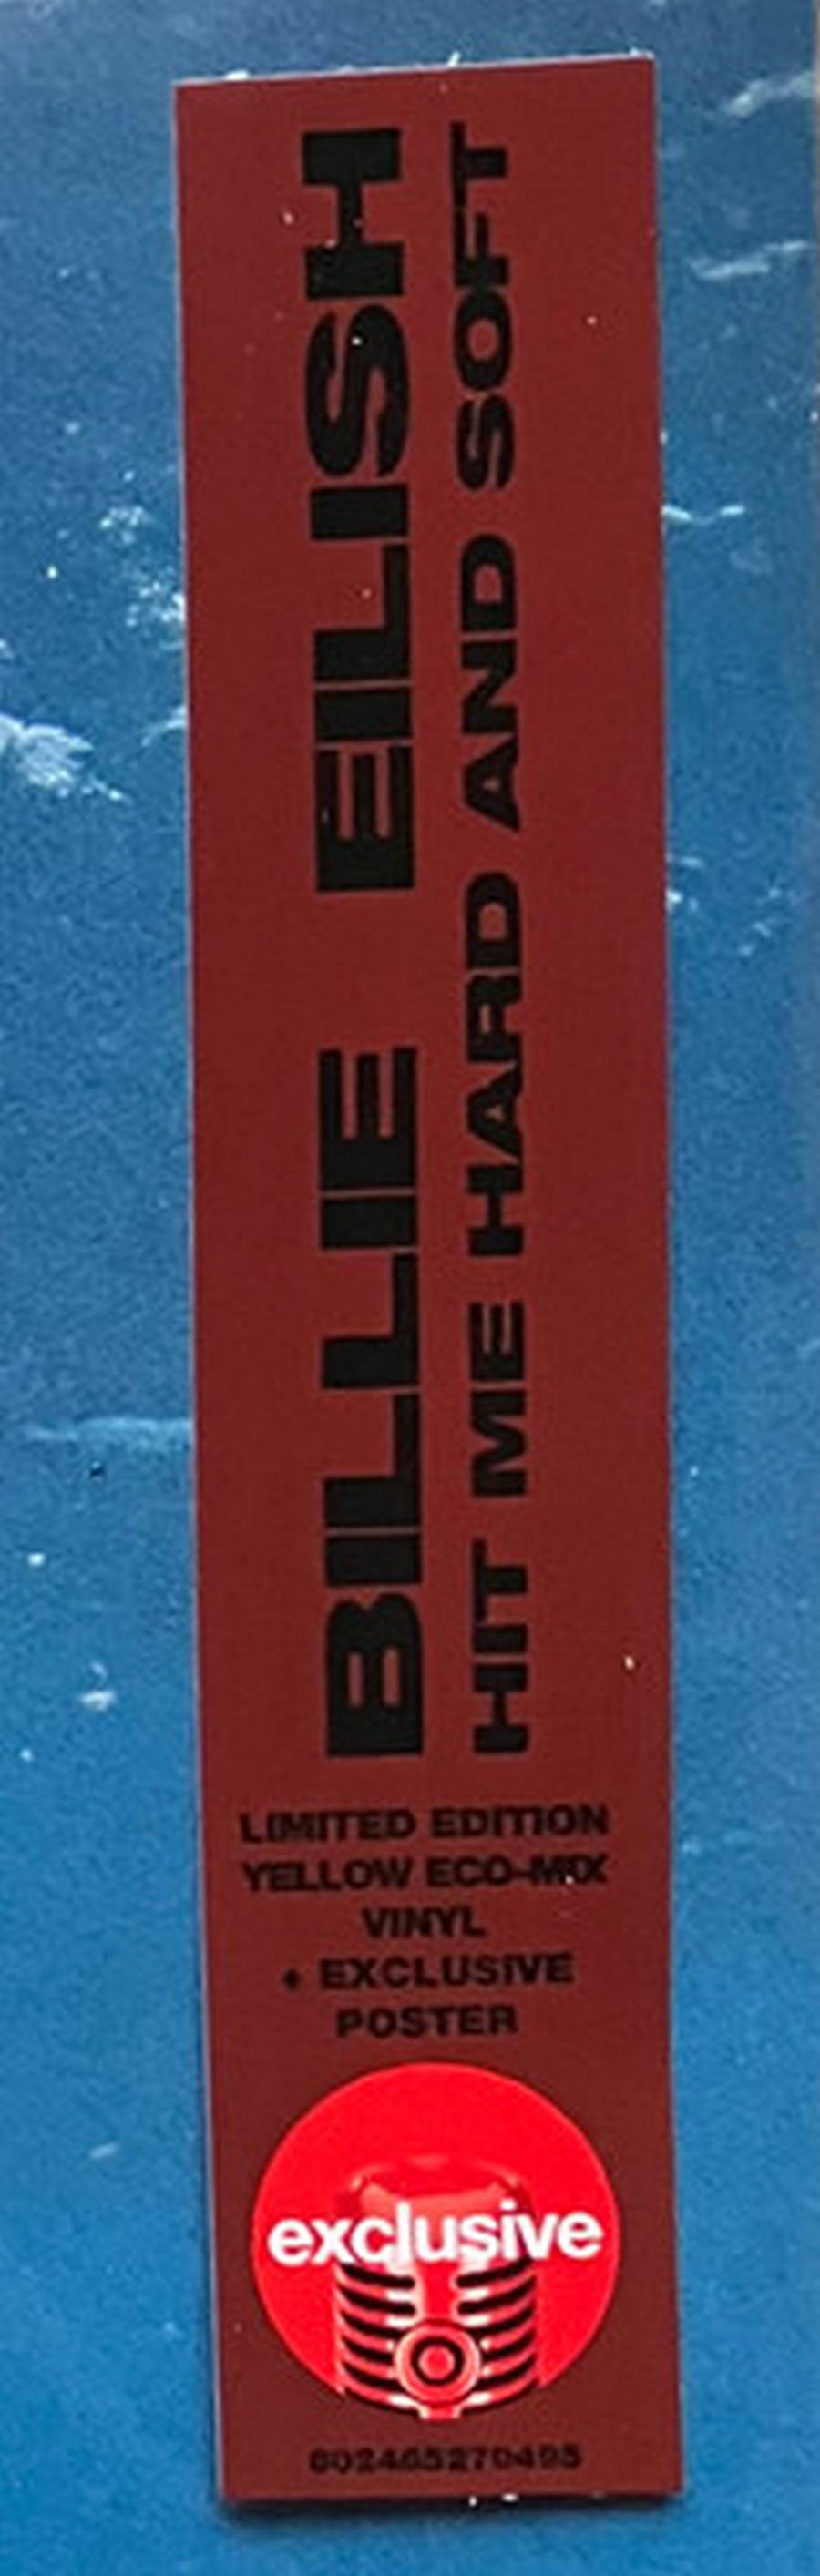 BILLIE EILISH
HIT ME HARD AND SOFT
LIMITED EDITION
YELLOW ECO-MIX
VINYL
+ EXCLUSIVE
POSTER
exclusive
602465270495